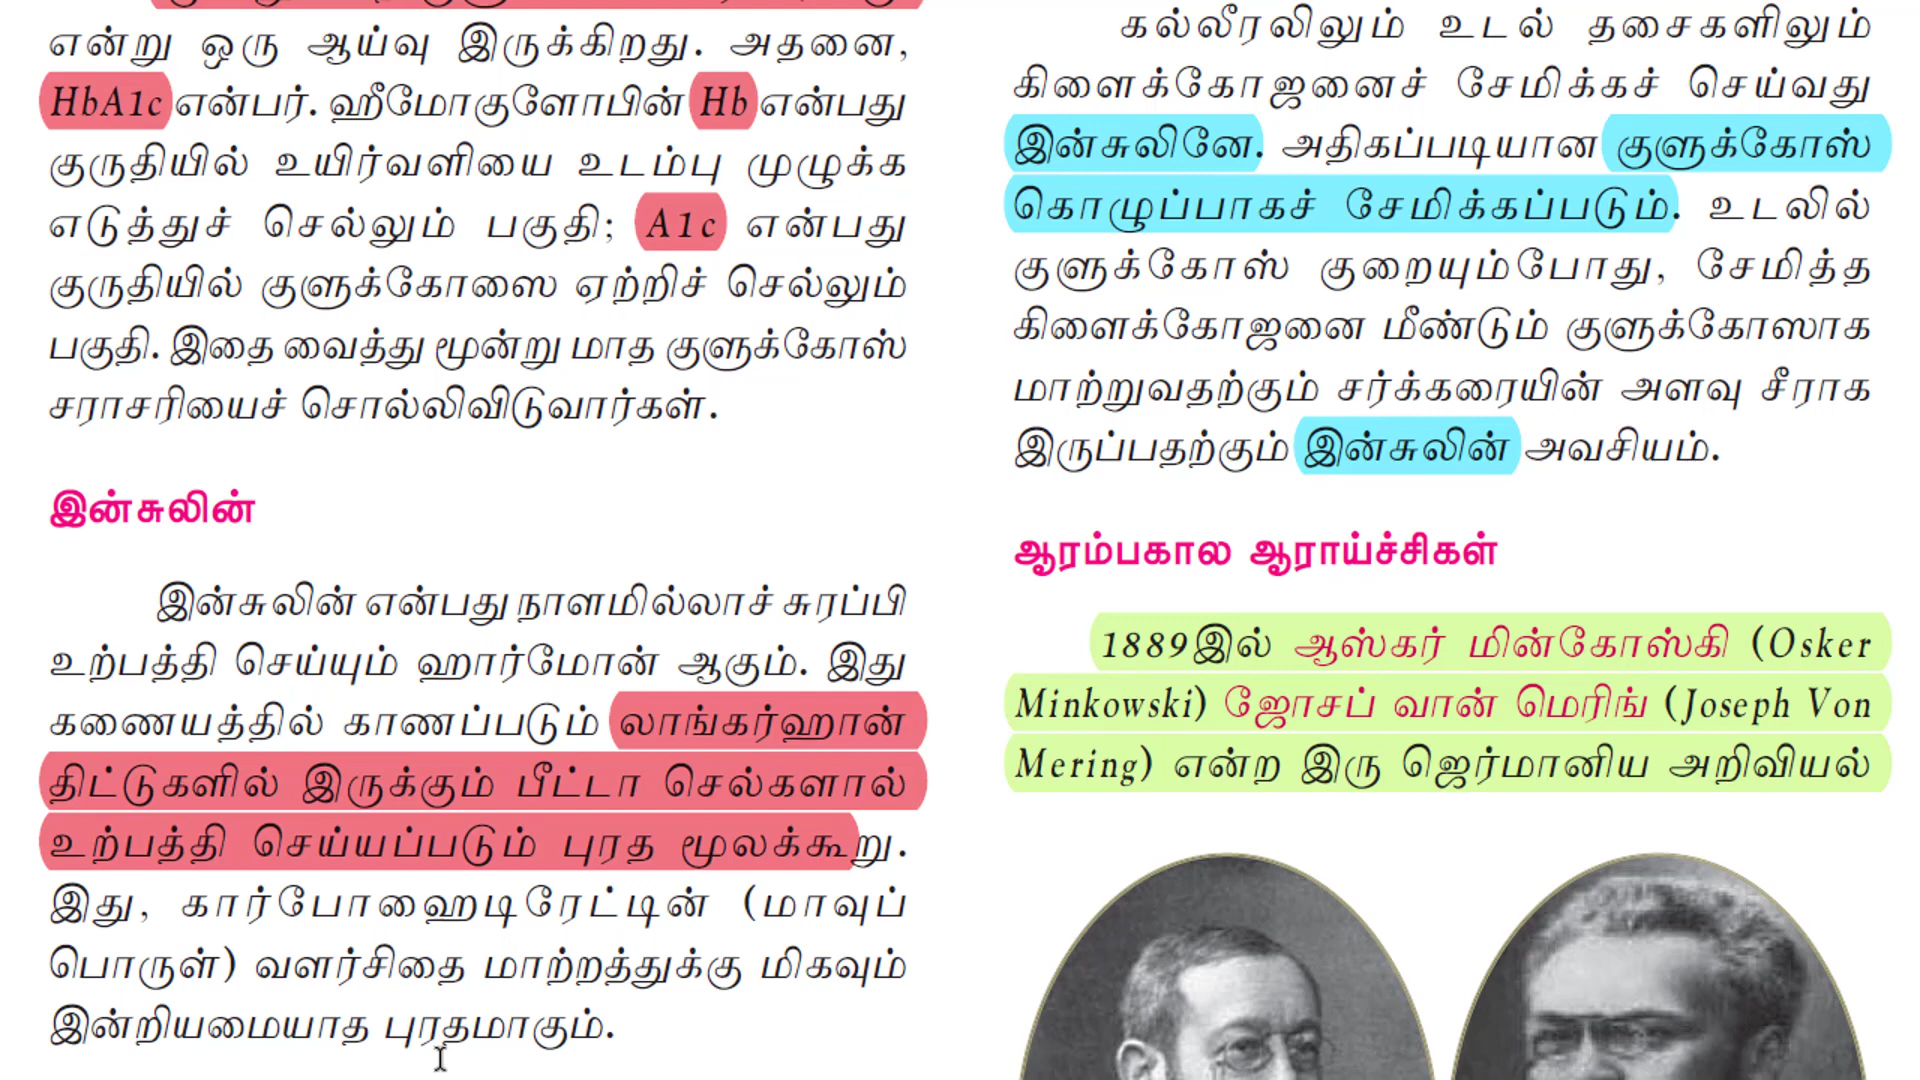 என்று ஒரு ஆய்வு இருக்கிறது. அதனை,
HbA1c என்பர். ஹீமோகுளோபின் Hb என்பது
குருதியில் உயிர்வளியை உடம்பு முழுக்க
எடுத்துச் செல்லும் பகுதி; A1c என்பது
குருதியில் குளுக்கோஸை ஏற்றிச் செல்லும்
பகுதி. இதை வைத்து மூன்று மாத குளுக்கோஸ்
சராசரியைச் சொல்லிவிடுவார்கள்.
இன்சுலின்
இன்சுலின் என்பது நாளமில்லாச் சுரப்பி
உற்பத்தி செய்யும் ஹார்மோன் ஆகும். இது
கணையத்தில் காணப்படும் லாங்கர்ஹான்
திட்டுகளில் இருக்கும் பீட்டா செல்களால்
உற்பத்தி செய்யப்படும் புரத மூலக்கூறு.
இது, கார்போஹைடிரேட்டின் (மாவுப்
பொருள்) வளர்சிதை மாற்றத்துக்கு மிகவும்
இன்றியமையாத புரதமாகும்.
கல்லீரலிலும் உடல் தசைகளிலும்
கிளைக்கோஜனைச் சேமிக்கச் செய்வது
இன்சுலினே. அதிகப்படியான குளுக்கோஸ்
கொழுப்பாகச் சேமிக்கப்படும். உடலில்
குளுக்கோஸ் குறையும்போது, சேமித்த
கிளைக்கோஜனை மீண்டும் குளுக்கோஸாக
மாற்றுவதற்கும் சர்க்கரையின் அளவு சீராக
இருப்பதற்கும் இன்சுலின் அவசியம்.
ஆரம்பகால ஆராய்ச்சிகள்
1889இல் ஆஸ்கர் மின்கோஸ்கி (Osker
Minkowski) ஜோசப் வான் மெரிங் (Joseph Von
Mering) என்ற இரு ஜெர்மானிய அறிவியல்